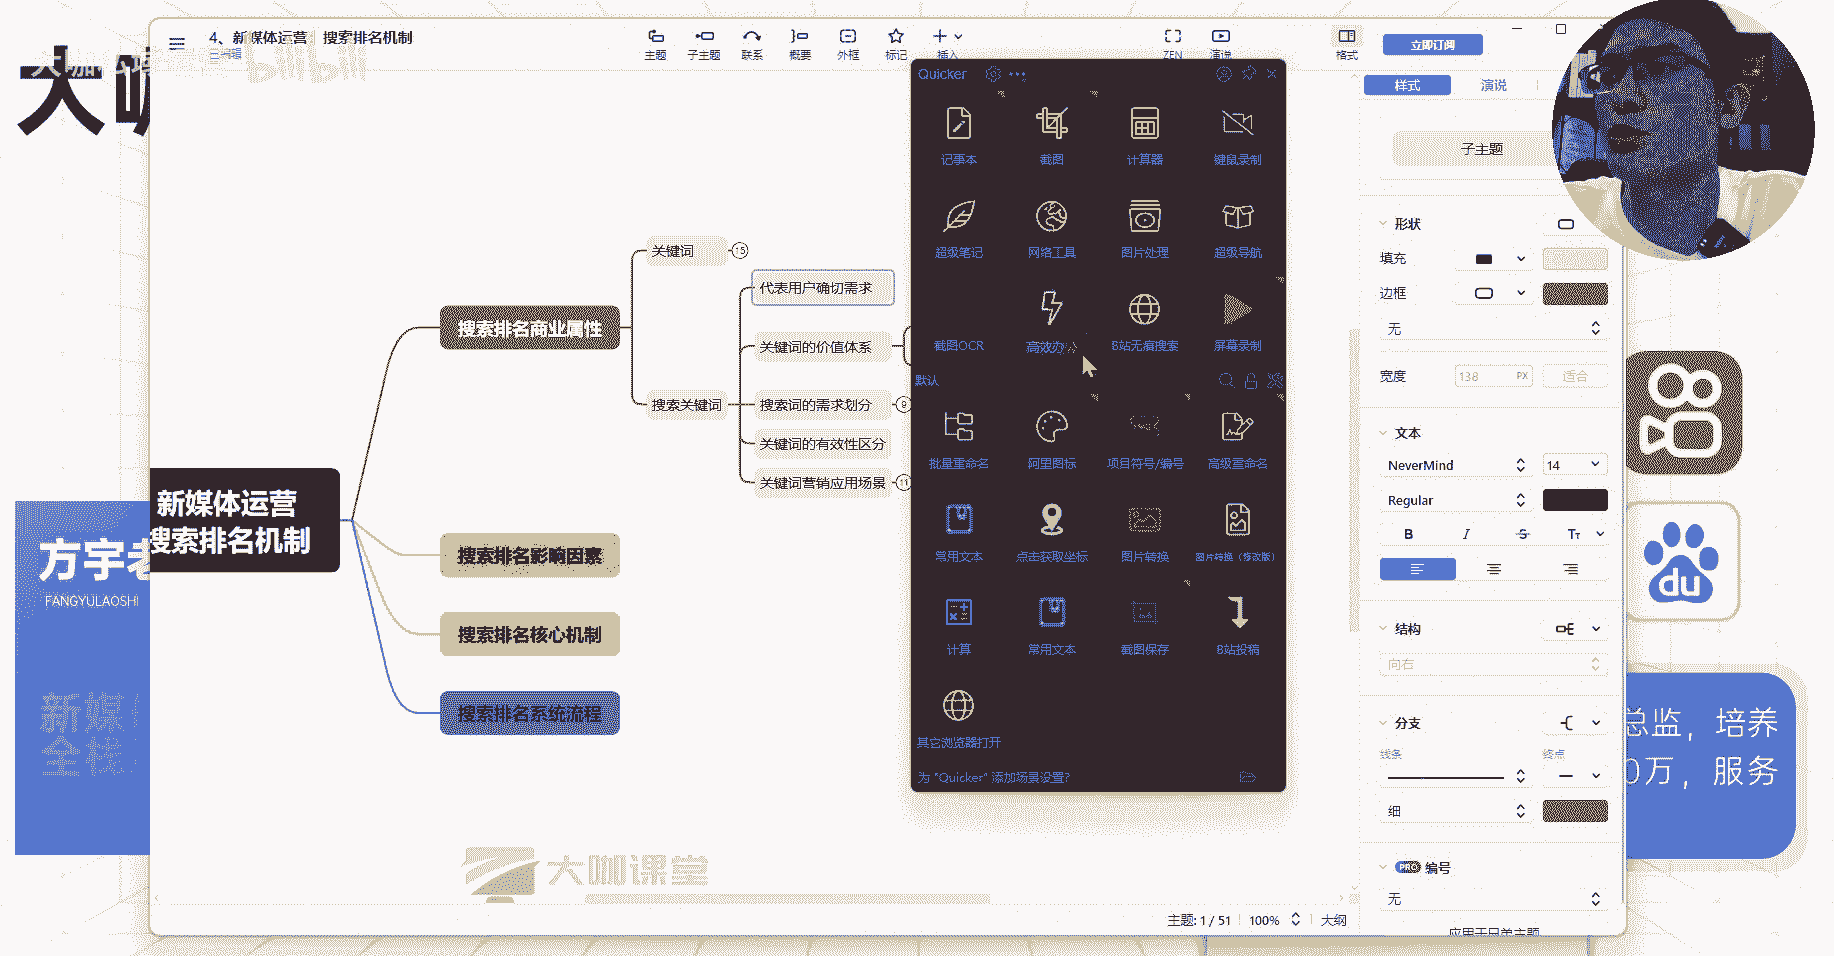 4、新媒体运营：搜索排名机制
已编辑
bilibili
主题
子主题
联系
概要
外框
标记
插入
ZEN
演说
格式
立即订阅
样式
演说
子主题
形状
填充
边框
无
宽度
138
PX
适合
文本
NeverMind
14
Regular
B
I
S
Tт
结构
向右
分支
线条
终点
细
PRO
编号
无
应用于兄弟主题
Quicker
记事本
截图
计算器
键鼠录制
超级笔记
网络工具
图片处理
超级导航
截图OCR
高效办公
B站无痕搜索
屏幕录制
默认
批量重命名
阿里图标
项目符号/编号
高级重命名
常用文本
点击获取坐标
图片转换
图片转换（修改版）
计算
常用文本
截图保存
B站投稿
其它浏览器打开
为 "Quicker" 添加场景设置?
新媒体运营
搜索排名机制
搜索排名商业属性
搜索排名影响因素
搜索排名核心机制
搜索排名系统流程
关键词
15
搜索关键词
代表用户确切需求
关键词的价值体系
搜索词的需求划分
9
关键词的有效性区分
关键词营销应用场景
11
大咖课堂
主题: 1 / 51
100%
大纲
大咖
方宇老
FANGYULAOSHI
新媒
全栈
du
总监，培养
0万，服务